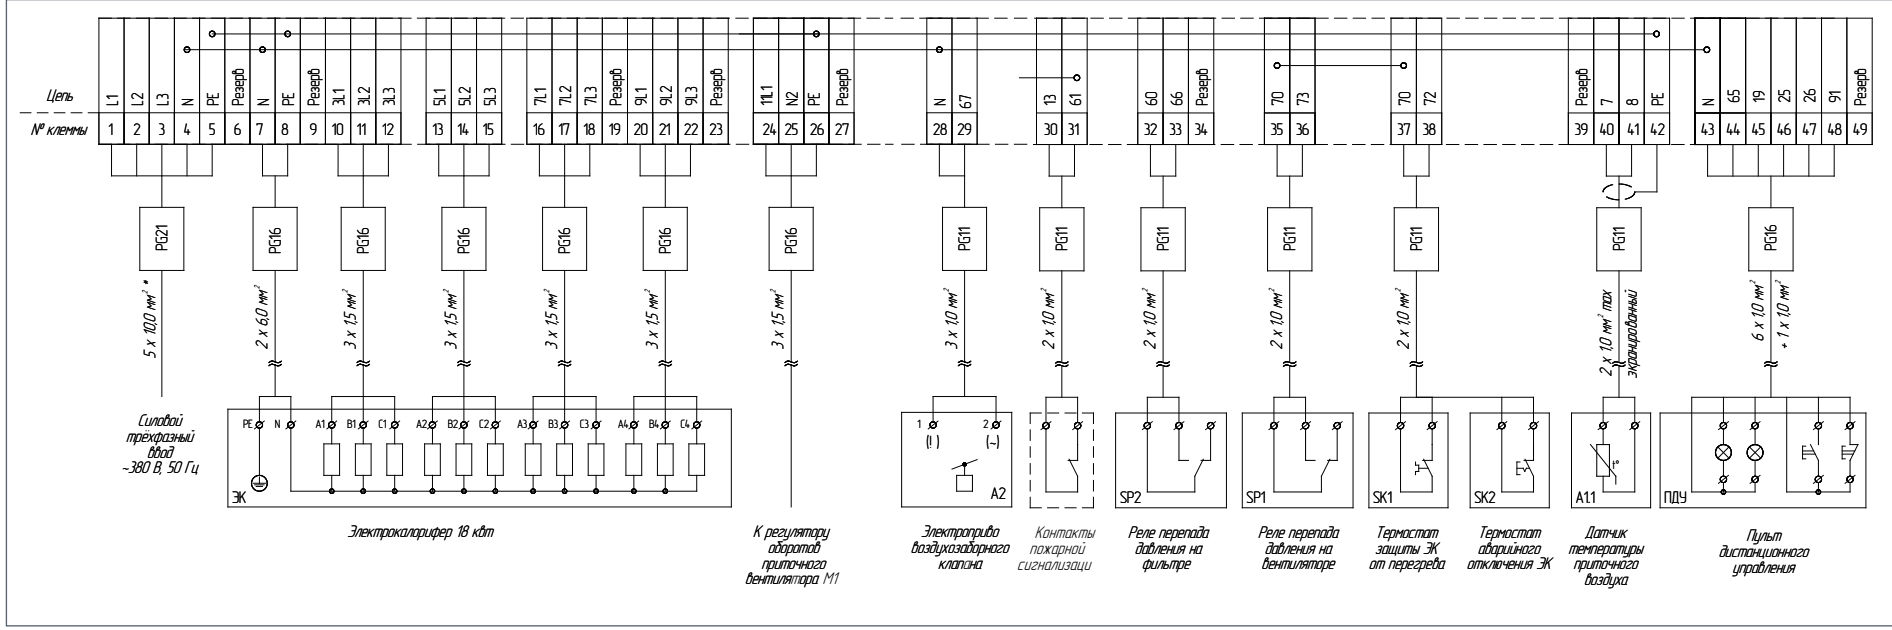 Цепь
L1 L2 L3 N PE Резерв N PE Резерв 3L1 3L2 3L3 5L1 5L2 5L3 7L1 7L2 7L3 Резерв 9L1 9L2 9L3 Резерв 11L1 N2 PE Резерв N 67 13 61 60 66 Резерв 70 73 70 72 Резерв 7 8 PE N 65 19 25 26 91 Резерв
№ клеммы
1 2 3 4 5 6 7 8 9 10 11 12 13 14 15 16 17 18 19 20 21 22 23 24 25 26 27 28 29 30 31 32 33 34 35 36 37 38 39 40 41 42 43 44 45 46 47 48 49
PG21 PG16 PG16 PG16 PG16 PG16 PG16 PG11 PG11 PG11 PG11 PG11 PG11 PG16
5 x 10,0 мм² *
2 x 6,0 мм²
3 x 1,5 мм²
3 x 1,5 мм²
3 x 1,5 мм²
3 x 1,5 мм²
3 x 1,5 мм²
3 x 1,0 мм²
2 x 1,0 мм²
2 x 1,0 мм²
2 x 1,0 мм²
2 x 1,0 мм²
2 x 1,0 мм² max
экранированный
6 x 1,0 мм²
+ 1 x 1,0 мм²
Силовой
трёхфазный
ввод
~380 В, 50 Гц
PE N A1 B1 C1 A2 B2 C2 A3 B3 C3 A4 B4 C4
ЭК
Электрокалорифер 18 квт
К регулятору
оборотов
приточного
вентилятора М1
1 2
(!) (~)
A2
Электроприво
воздухозаборного
клапана
Контакты
пожарной
сигнализаци
SP2
Реле перепада
давления на
фильтре
SP1
Реле перепада
давления на
вентиляторе
SK1
Термостат
защиты ЭК
от перегрева
SK2
Термостат
аварийного
отключения ЭК
t°
A1.1
Датчик
температуры
приточного
воздуха
ПДУ
Пульт
дистанционного
управления